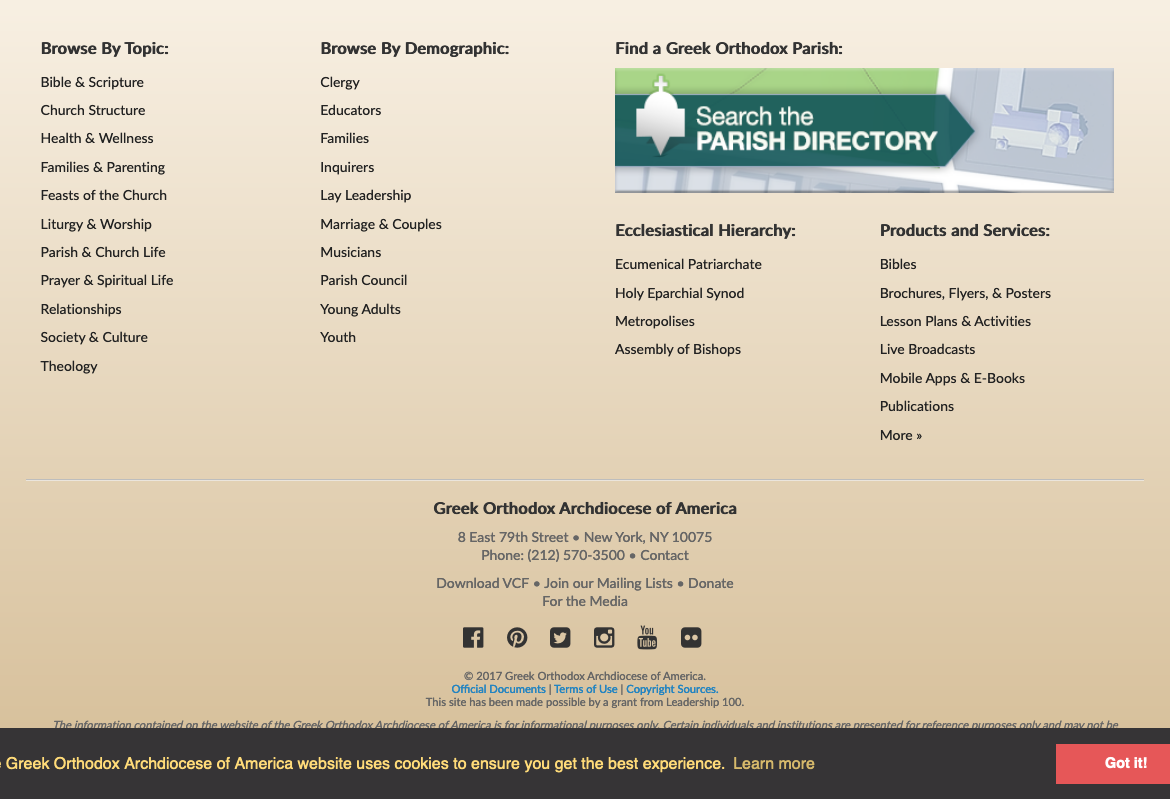 Browse By Topic:
Bible & Scripture
Church Structure
Health & Wellness
Families & Parenting
Feasts of the Church
Liturgy & Worship
Parish & Church Life
Prayer & Spiritual Life
Relationships
Society & Culture
Theology
Browse By Demographic:
Clergy
Educators
Families
Inquirers
Lay Leadership
Marriage & Couples
Musicians
Parish Council
Young Adults
Youth
Find a Greek Orthodox Parish:
Search the
PARISH DIRECTORY
Ecclesiastical Hierarchy:
Ecumenical Patriarchate
Holy Eparchial Synod
Metropolises
Assembly of Bishops
Products and Services:
Bibles
Brochures, Flyers, & Posters
Lesson Plans & Activities
Live Broadcasts
Mobile Apps & E-Books
Publications
More »
Greek Orthodox Archdiocese of America
8 East 79th Street • New York, NY 10075
Phone: (212) 570-3500 • Contact
Download VCF • Join our Mailing Lists • Donate
For the Media
You
Tube
© 2017 Greek Orthodox Archdiocese of America.
Official Documents | Terms of Use | Copyright Sources.
This site has been made possible by a grant from Leadership 100.
The information contained on the website of the Greek Orthodox Archdiocese of America is for informational purposes only. Certain individuals and institutions are presented for reference purposes only and may not be
Greek Orthodox Archdiocese of America website uses cookies to ensure you get the best experience. Learn more
Got it!